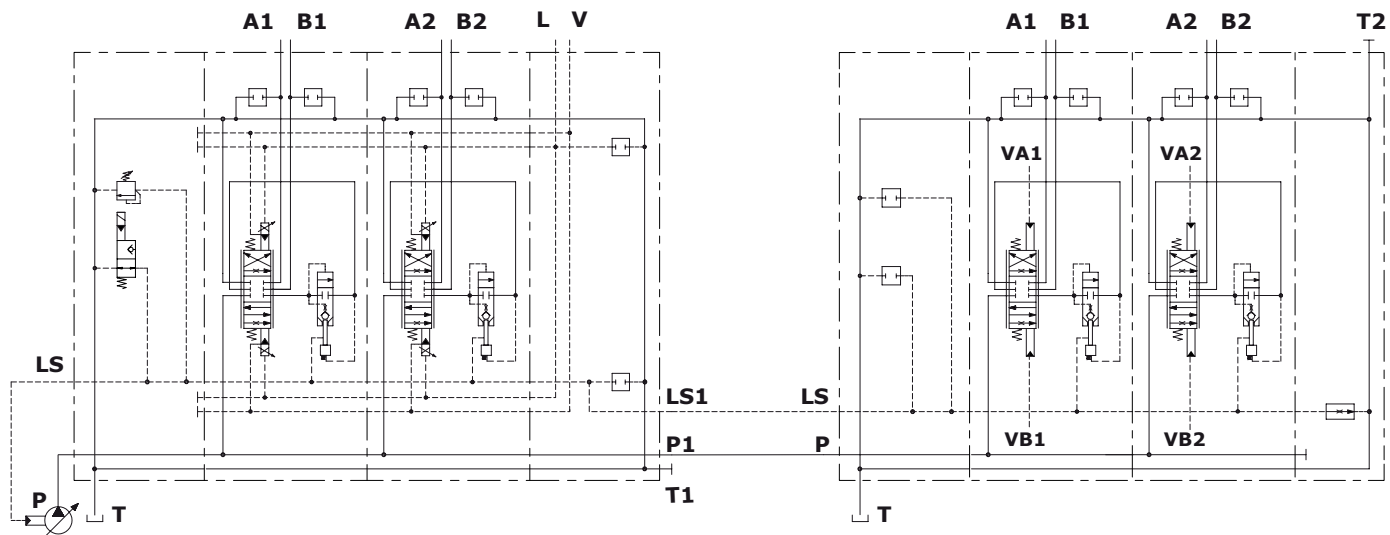 A1 B1 A2 B2 L V A1 B1 A2 B2 T2
VA1 VA2
LS LS1 LS
VB1 VB2
P1 P
P T T1 T